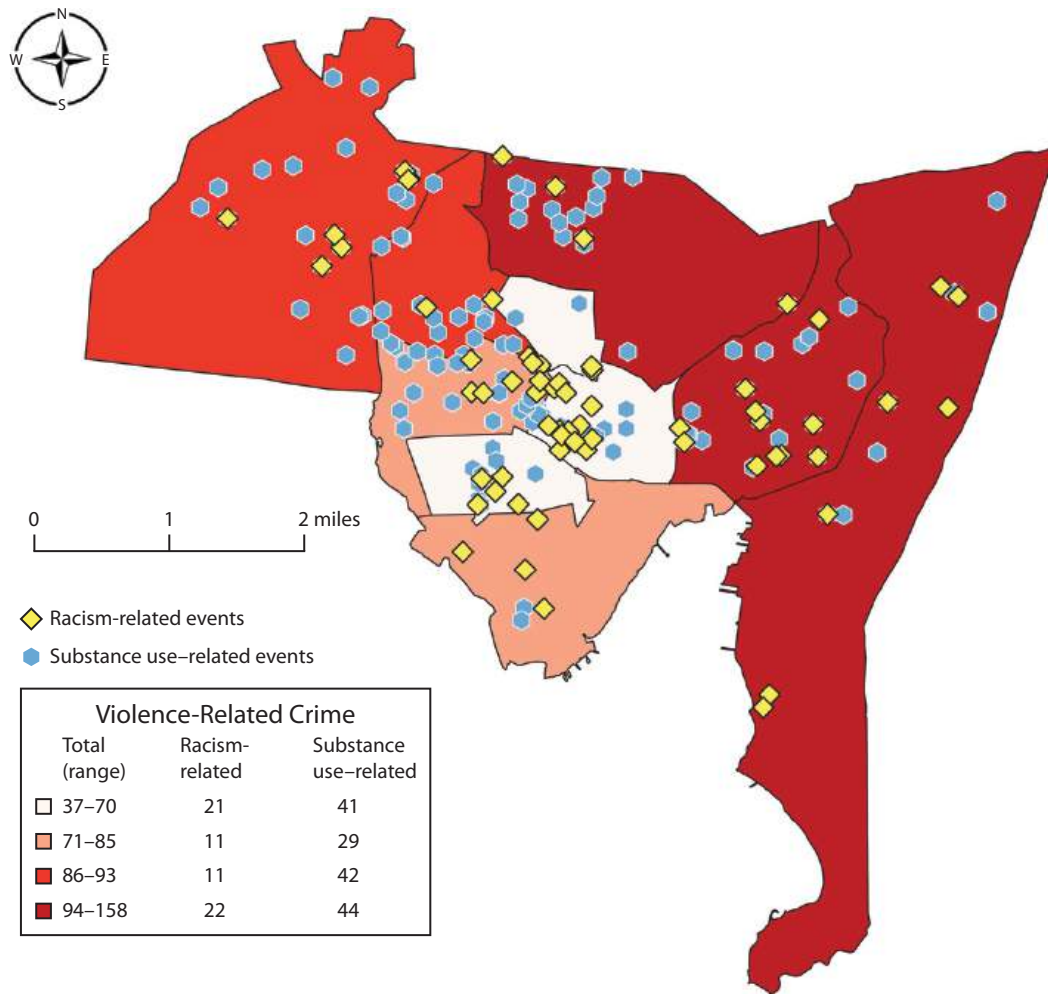 N
W E
S
0 1 2 miles
Racism-related events
Substance use–related events
Violence-Related Crime
Total Racism- Substance
(range) related use–related
37–70 21 41
71–85 11 29
86–93 11 42
94–158 22 44